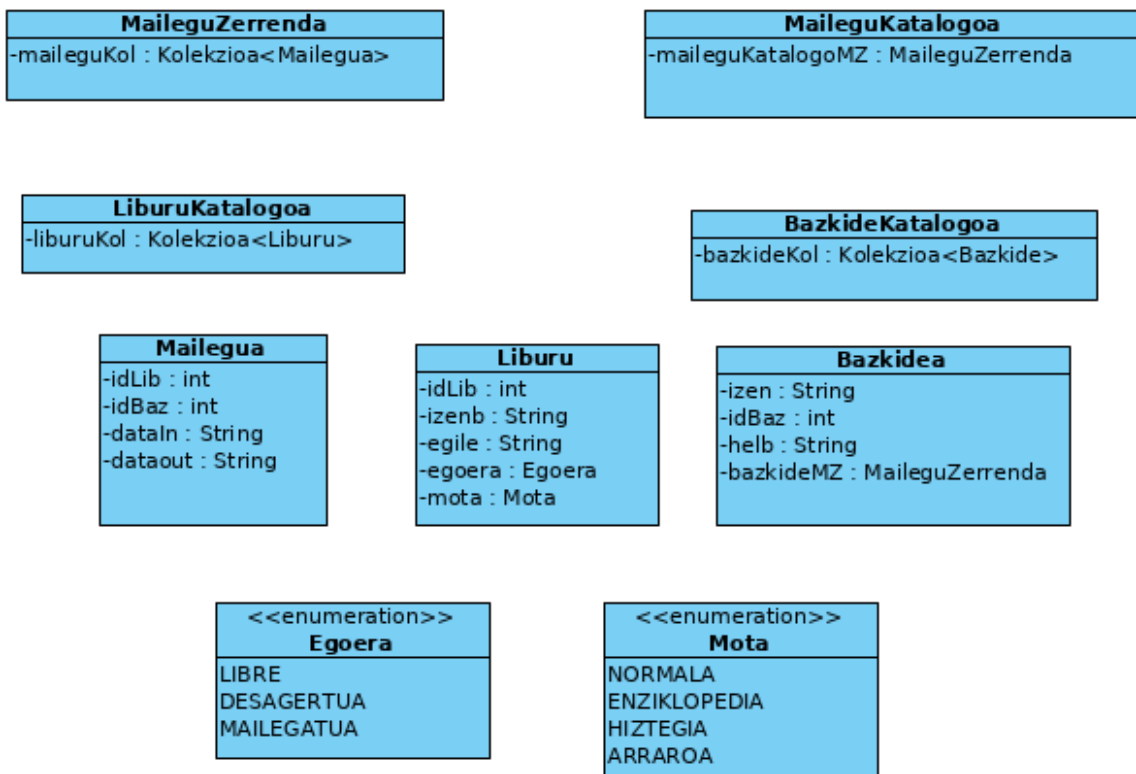 MaileguZerrenda
-maileguKol : Kolekzioa<Mailegua>
MaileguKatalogoa
-maileguKatalogoMZ : MaileguZerrenda
LiburuKatalogoa
-liburuKol : Kolekzioa<Liburu>
BazkideKatalogoa
-bazkideKol : Kolekzioa<Bazkide>
Mailegua
-idLib : int
-idBaz : int
-dataIn : String
-dataout : String
Liburu
-idLib : int
-izenb : String
-egile : String
-egoera : Egoera
-mota : Mota
Bazkidea
-izen : String
-idBaz : int
-helb : String
-bazkideMZ : MaileguZerrenda
<<enumeration>>
Egoera
LIBRE
DESAGERTUA
MAILEGATUA
<<enumeration>>
Mota
NORMALA
ENZIKLOPEDIA
HIZTEGIA
ARRAROA